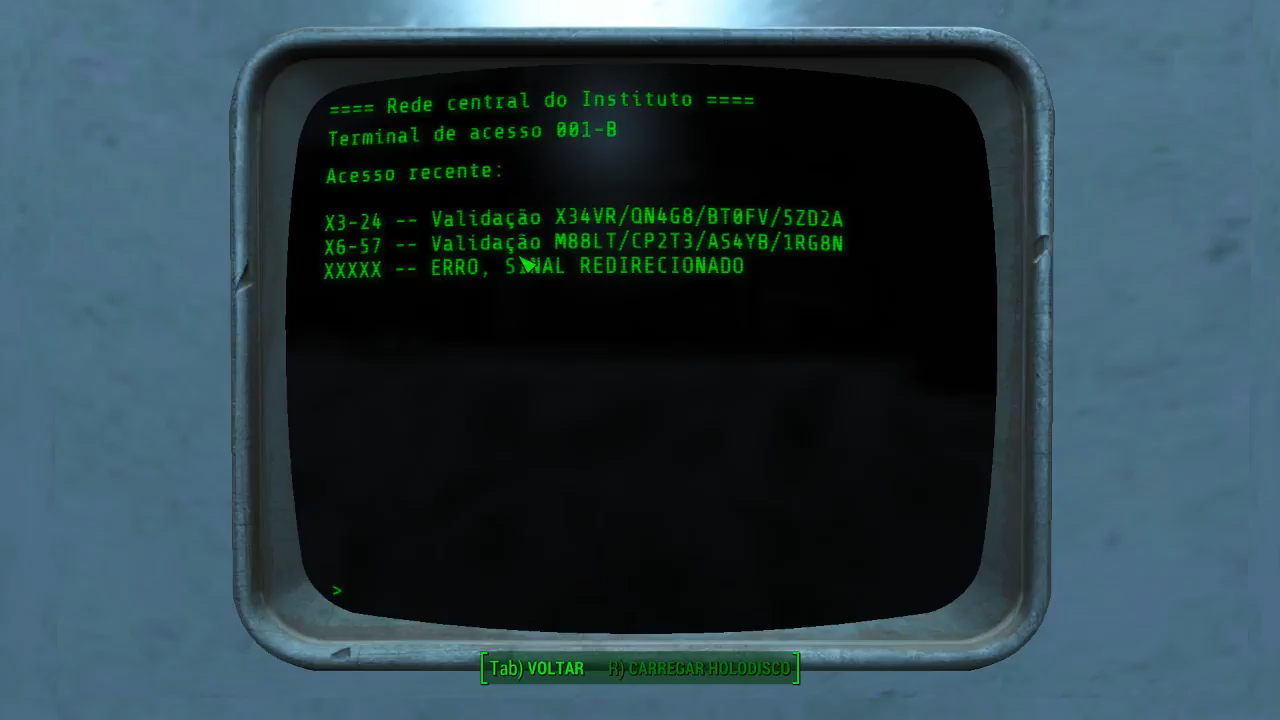 ==== Rede central do Instituto ====
Terminal de acesso 001-B
Acesso recente:
X3-24 -- Validação X34VR/QN4G8/BT0FV/5ZD2A
X6-57 -- Validação M88LT/CP2T3/AS4YB/1RG8N
XXXXX -- ERRO, SINAL REDIRECIONADO
>
Tab) VOLTAR R) CARREGAR HOLODISCO